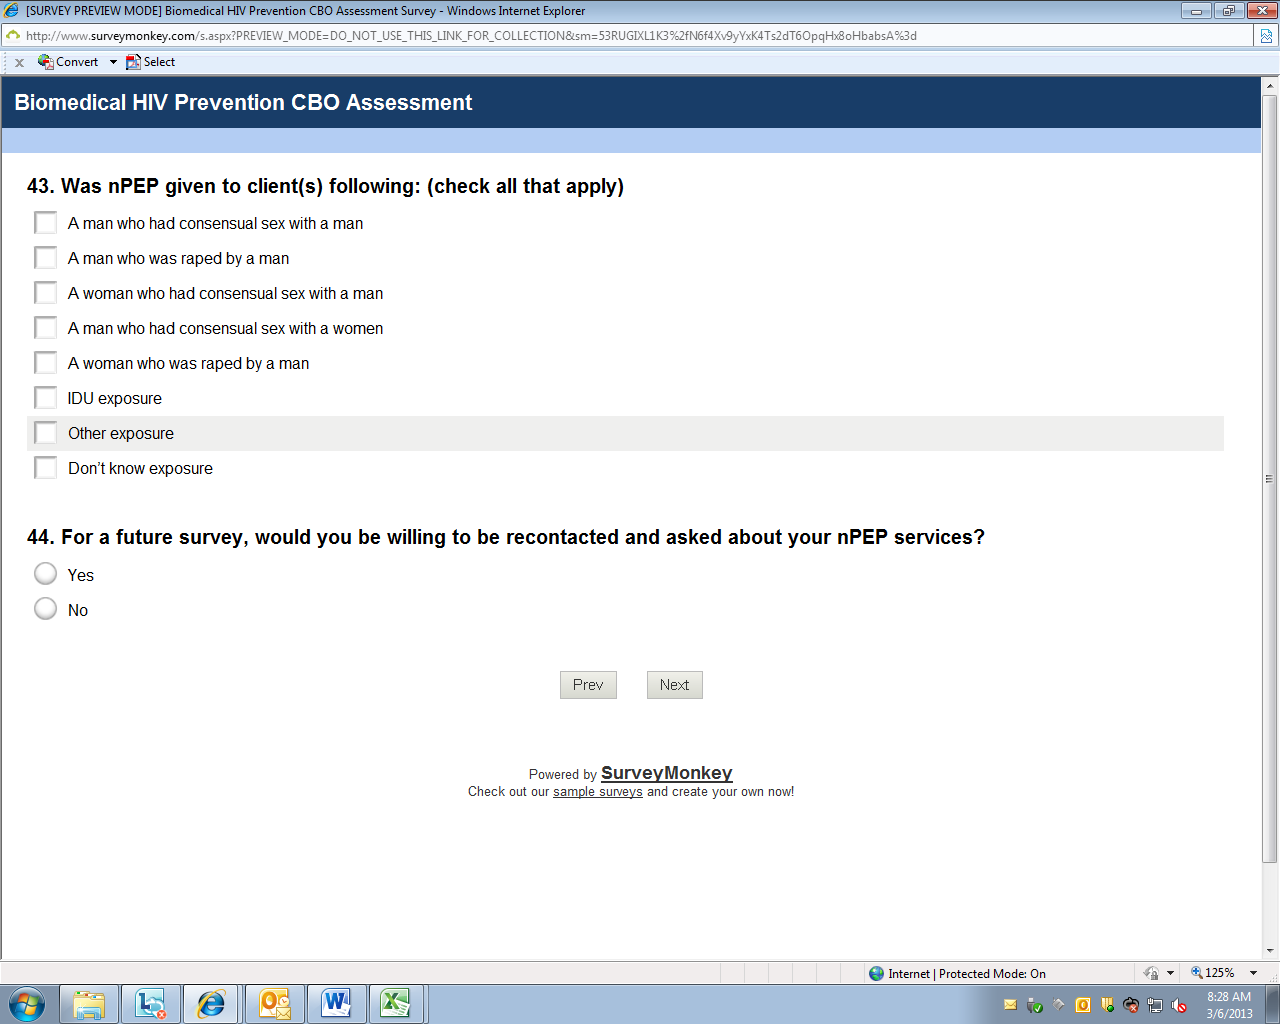 [SURVEY PREVIEW MODE] Biomedical HIV Prevention CBO Assessment Survey - Windows Internet Explorer
http://www.surveymonkey.com/s.aspx?PREVIEW_MODE=DO_NOT_USE_THIS_LINK_FOR_COLLECTION&sm=53RUGIXL1K3%2fN6f4Xv9yYxK4Ts2dT6OpqHx8oHbabsA%3d
x Convert Select
Biomedical HIV Prevention CBO Assessment
43. Was nPEP given to client(s) following: (check all that apply)
A man who had consensual sex with a man
A man who was raped by a man
A woman who had consensual sex with a man
A man who had consensual sex with a women
A woman who was raped by a man
IDU exposure
Other exposure
Don't know exposure
44. For a future survey, would you be willing to be recontacted and asked about your nPEP services?
Yes
No
Prev Next
Powered by SurveyMonkey
Check out our sample surveys and create your own now!
Internet | Protected Mode: On 125%
8:28 AM
3/6/2013